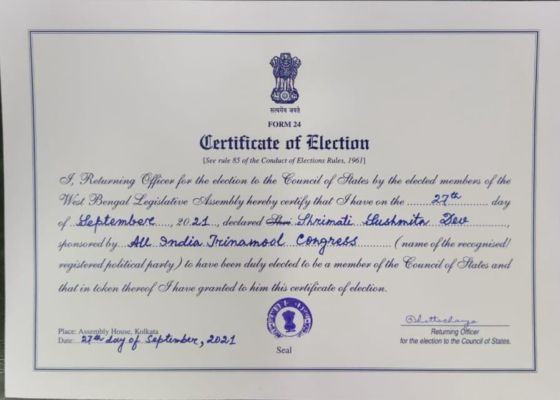 सत्यमेव जयते
FORM 24
Certificate of Election
[See rule 85 of the Conduct of Elections Rules, 1961]
I, Returning Officer for the election to the Council of States by the elected members of the
West Bengal Legislative Assembly hereby certify that I have on the 27th day
of September, 2021, declared Shri Shrimati Sushmita Dev,
sponsored by All India Trinamool Congress (name of the recognised/
registered political party) to have been duly elected to be a member of the Council of States and
that in token thereof I have granted to him this certificate of election.
Place: Assembly House, Kolkata
Date: 27th day of September, 2021
Seal
Returning Officer
for the election to the Council of States.